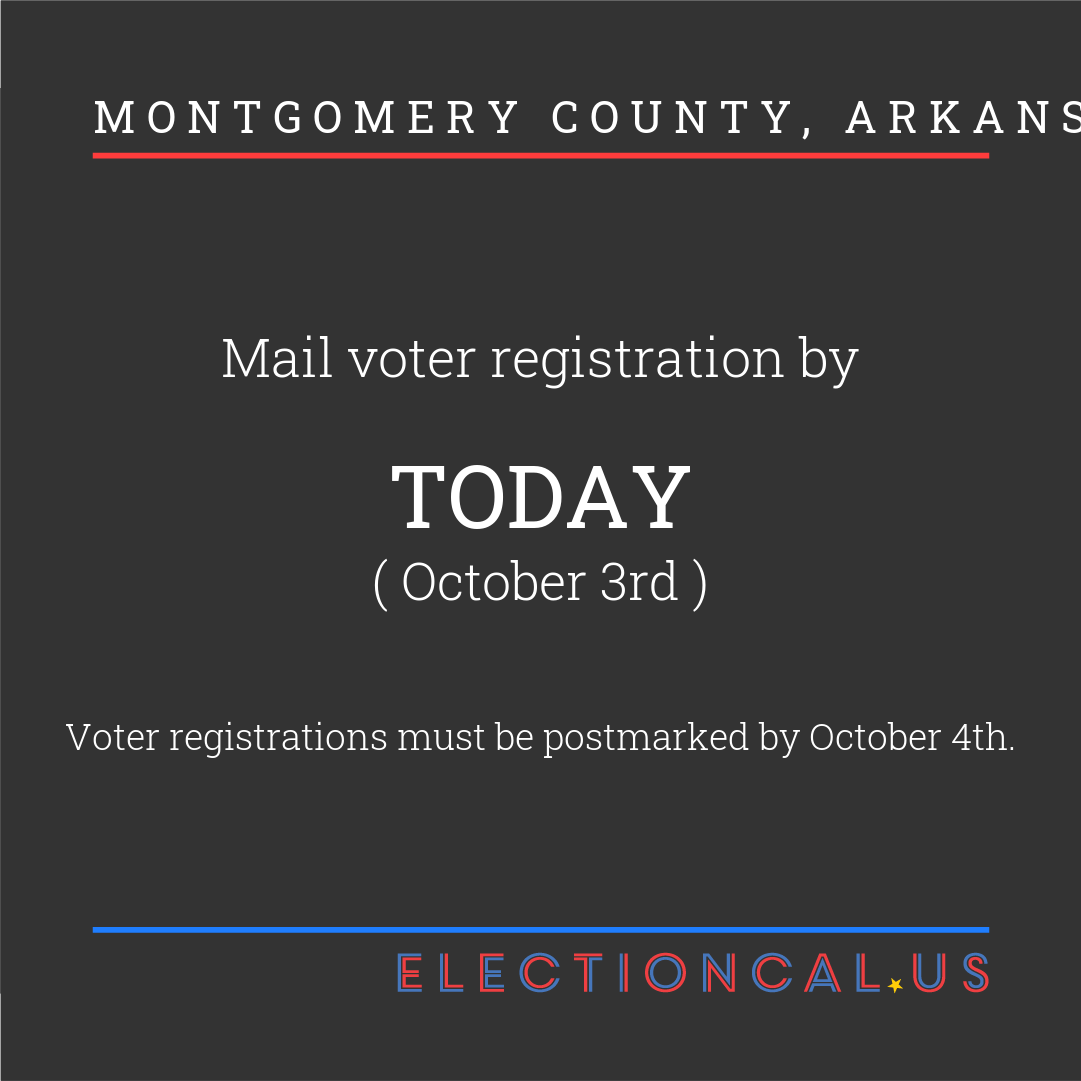 MONTGOMERY COUNTY, ARKANS
Mail voter registration by
TODAY
( October 3rd )
Voter registrations must be postmarked by October 4th.
ELECTIONCAL.US